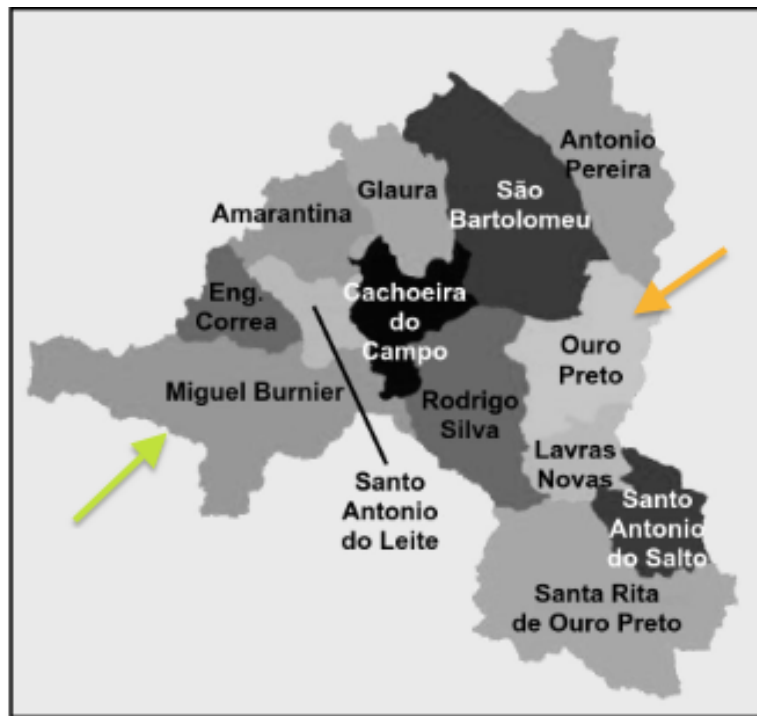 Antonio
Pereira
Glaura
São
Bartolomeu
Amarantina
Eng.
Correa
Cachoeira
do
Campo
Ouro
Preto
Miguel Burnier
Rodrigo
Silva
Lavras
Novas
Santo
Antonio
do Leite
Santo
Antonio
do Salto
Santa Rita
de Ouro Preto